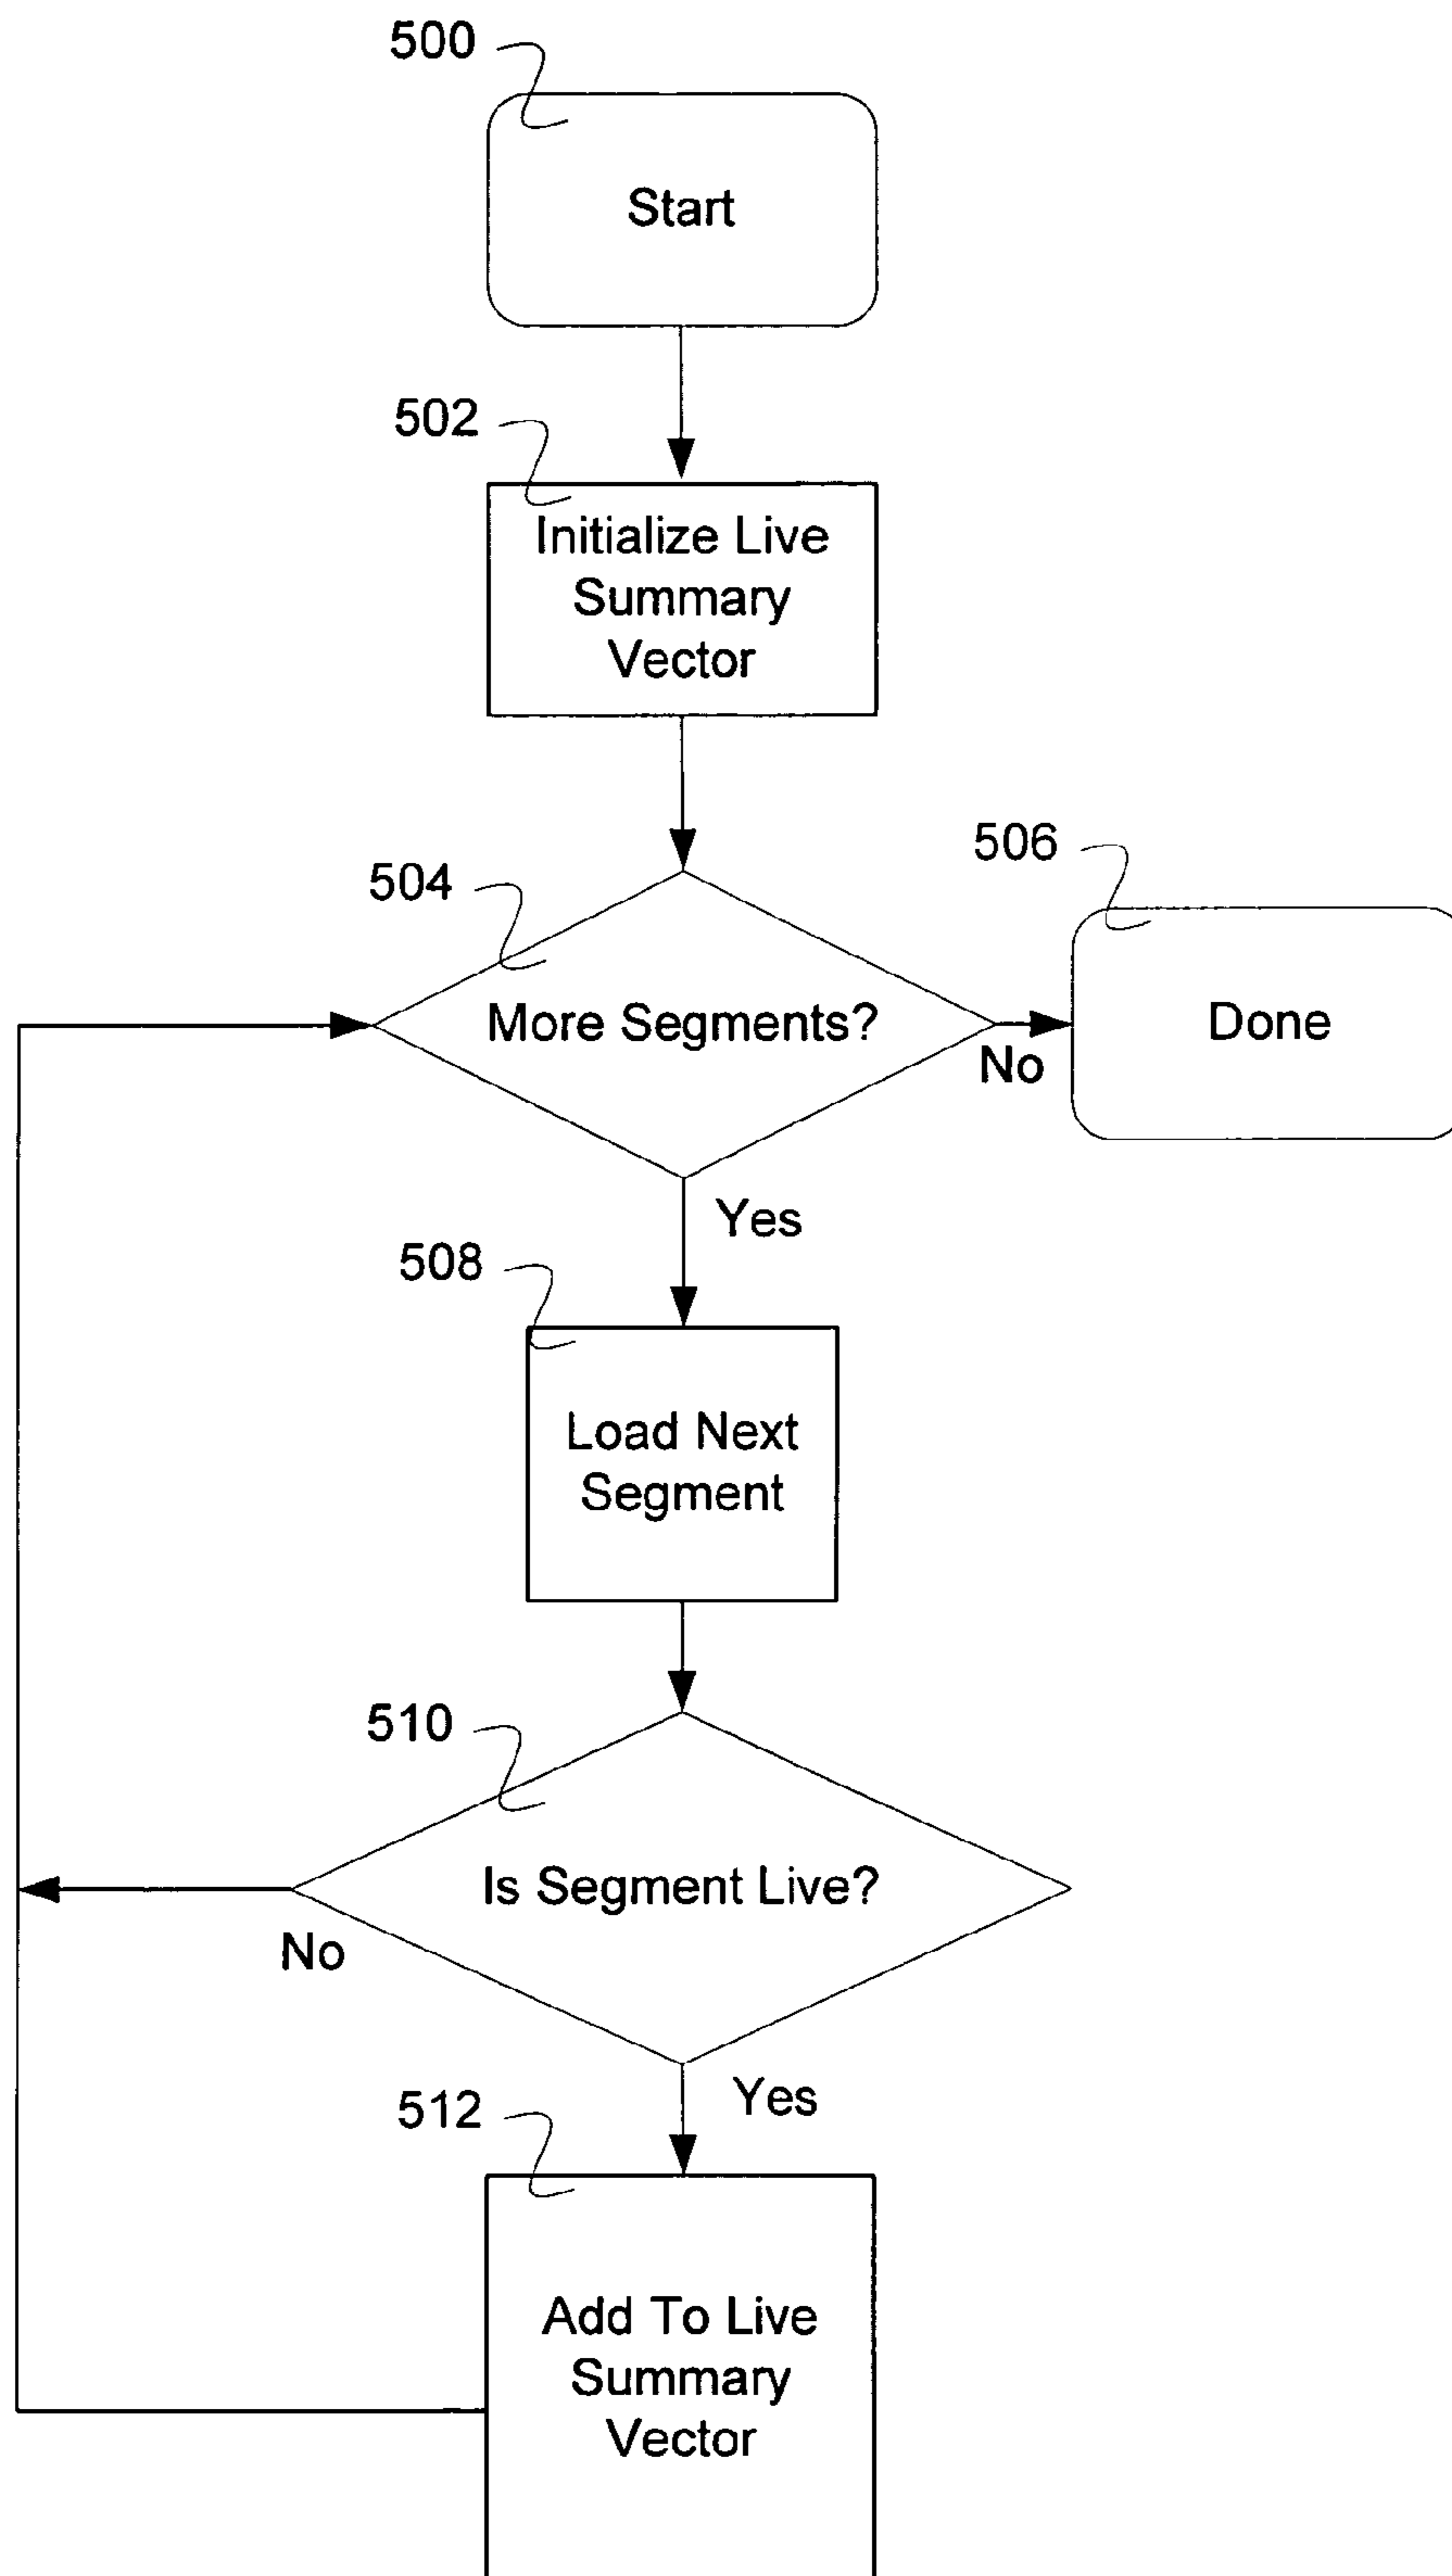 500
Start
502
Initialize Live
Summary
Vector
504
More Segments?
506
Done
No
Yes
508
Load Next
Segment
510
Is Segment Live?
No
Yes
512
Add To Live
Summary
Vector